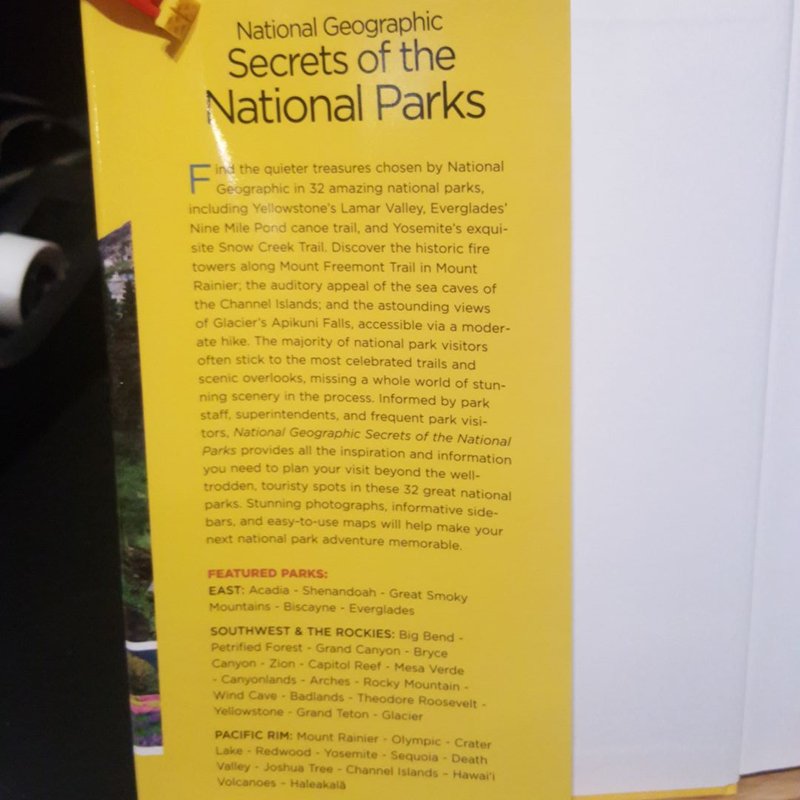 National Geographic
Secrets of the
National Parks
Find the quieter treasures chosen by National
Geographic in 32 amazing national parks,
including Yellowstone's Lamar Valley, Everglades'
Nine Mile Pond canoe trail, and Yosemite's exqui-
site Snow Creek Trail. Discover the historic fire
towers along Mount Freemont Trail in Mount
Rainier; the auditory appeal of the sea caves of
the Channel Islands; and the astounding views
of Glacier's Apikuni Falls, accessible via a moder-
ate hike. The majority of national park visitors
often stick to the most celebrated trails and
scenic overlooks, missing a whole world of stun-
ning scenery in the process. Informed by park
staff, superintendents, and frequent park visi-
tors, National Geographic Secrets of the National
Parks provides all the inspiration and information
you need to plan your visit beyond the well-
trodden, touristy spots in these 32 great national
parks. Stunning photographs, informative side-
bars, and easy-to-use maps will help make your
next national park adventure memorable.
FEATURED PARKS:
EAST: Acadia - Shenandoah - Great Smoky
Mountains - Biscayne - Everglades
SOUTHWEST & THE ROCKIES: Big Bend -
Petrified Forest - Grand Canyon - Bryce
Canyon - Zion - Capitol Reef - Mesa Verde
- Canyonlands - Arches - Rocky Mountain -
Wind Cave - Badlands - Theodore Roosevelt -
Yellowstone - Grand Teton - Glacier
PACIFIC RIM: Mount Rainier - Olympic - Crater
Lake - Redwood - Yosemite - Sequoia - Death
Valley - Joshua Tree - Channel Islands - Hawai'i
Volcanoes - Haleakalā